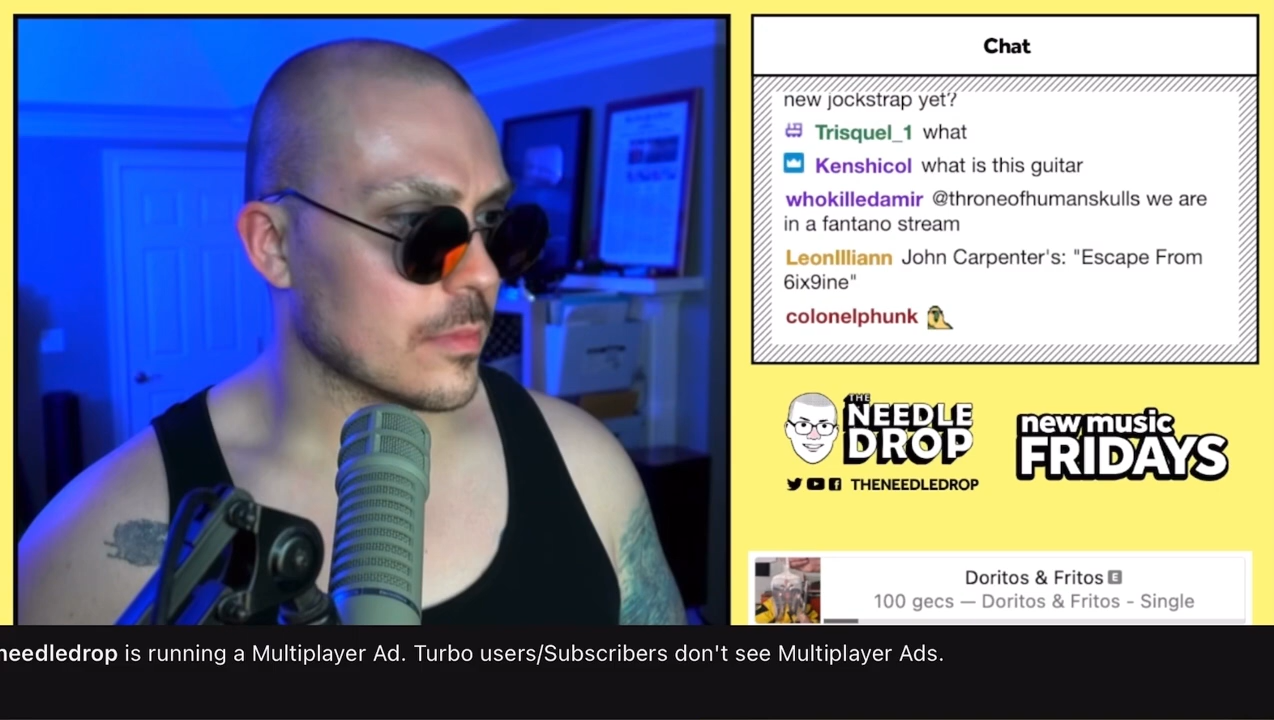 Chat
new jockstrap yet?
Trisquel_1 what
Kenshicol what is this guitar
whokilledamir @throneofhumanskulls we are
in a fantano stream
LeonIlliann John Carpenter's: "Escape From
6ix9ine"
colonelphunk
THE
NEEDLE
DROP
THENEEDLEDROP
new music
FRIDAYS
Doritos & Fritos E
100 gecs — Doritos & Fritos - Single
needledrop is running a Multiplayer Ad. Turbo users/Subscribers don't see Multiplayer Ads.